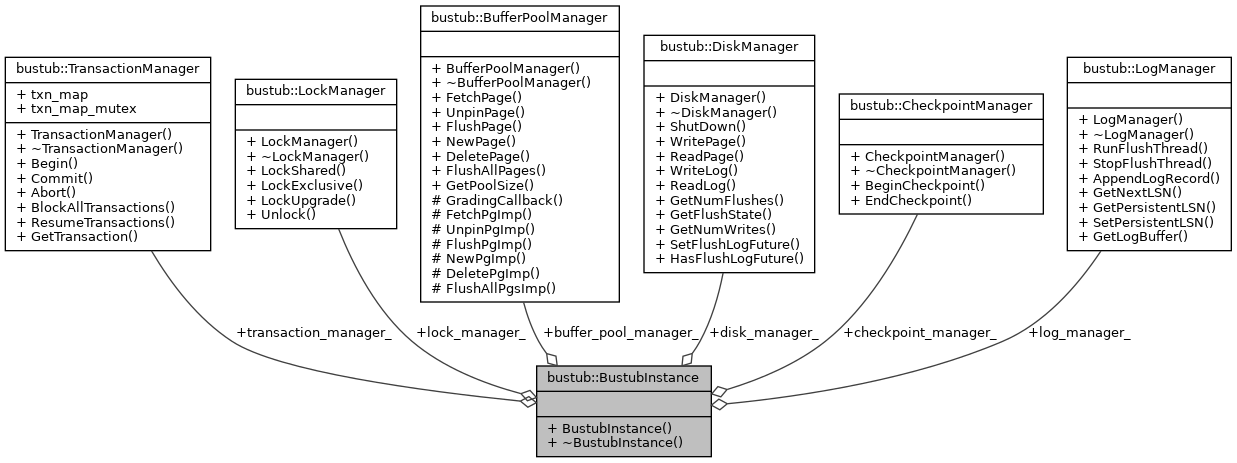 bustub::TransactionManager
+ txn_map
+ txn_map_mutex
+ TransactionManager()
+ ~TransactionManager()
+ Begin()
+ Commit()
+ Abort()
+ BlockAllTransactions()
+ ResumeTransactions()
+ GetTransaction()
bustub::LockManager
+ LockManager()
+ ~LockManager()
+ LockShared()
+ LockExclusive()
+ LockUpgrade()
+ Unlock()
bustub::BufferPoolManager
+ BufferPoolManager()
+ ~BufferPoolManager()
+ FetchPage()
+ UnpinPage()
+ FlushPage()
+ NewPage()
+ DeletePage()
+ FlushAllPages()
+ GetPoolSize()
# GradingCallback()
# FetchPgImp()
# UnpinPgImp()
# FlushPgImp()
# NewPgImp()
# DeletePgImp()
# FlushAllPgsImp()
bustub::DiskManager
+ DiskManager()
+ ~DiskManager()
+ ShutDown()
+ WritePage()
+ ReadPage()
+ WriteLog()
+ ReadLog()
+ GetNumFlushes()
+ GetFlushState()
+ GetNumWrites()
+ SetFlushLogFuture()
+ HasFlushLogFuture()
bustub::CheckpointManager
+ CheckpointManager()
+ ~CheckpointManager()
+ BeginCheckpoint()
+ EndCheckpoint()
bustub::LogManager
+ LogManager()
+ ~LogManager()
+ RunFlushThread()
+ StopFlushThread()
+ AppendLogRecord()
+ GetNextLSN()
+ GetPersistentLSN()
+ SetPersistentLSN()
+ GetLogBuffer()
+transaction_manager_
+lock_manager_
+buffer_pool_manager_
+disk_manager_
+checkpoint_manager_
+log_manager_
bustub::BustubInstance
+ BustubInstance()
+ ~BustubInstance()